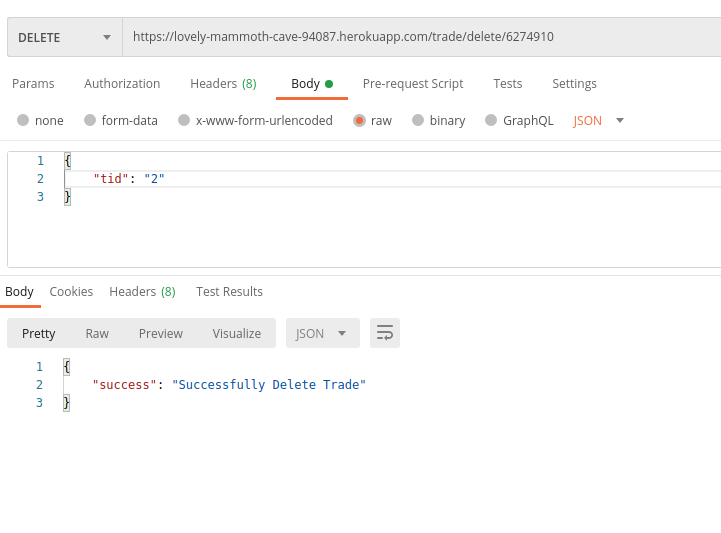 DELETE https://lovely-mammoth-cave-94087.herokuapp.com/trade/delete/6274910
Params Authorization Headers (8) Body Pre-request Script Tests Settings
none form-data x-www-form-urlencoded raw binary GraphQL JSON
1 {
2 "tid": "2"
3 }
Body Cookies Headers (8) Test Results
Pretty Raw Preview Visualize JSON
1 {
2 "success": "Successfully Delete Trade"
3 }